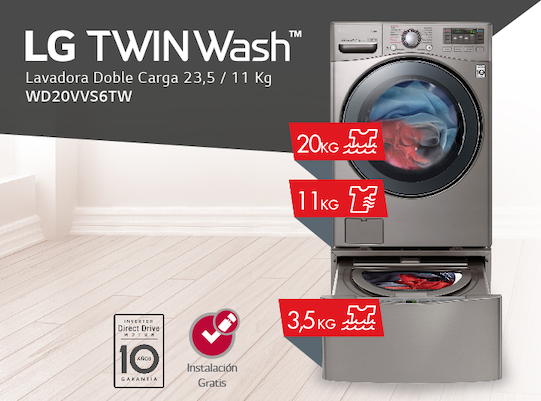 LG TWINWash™
Lavadora Doble Carga 23,5 / 11 Kg
WD20VVS6TW
20KG
11KG
3,5KG
INVERTER
Direct Drive
10
AÑOS
GARANTÍA
Instalación
Gratis